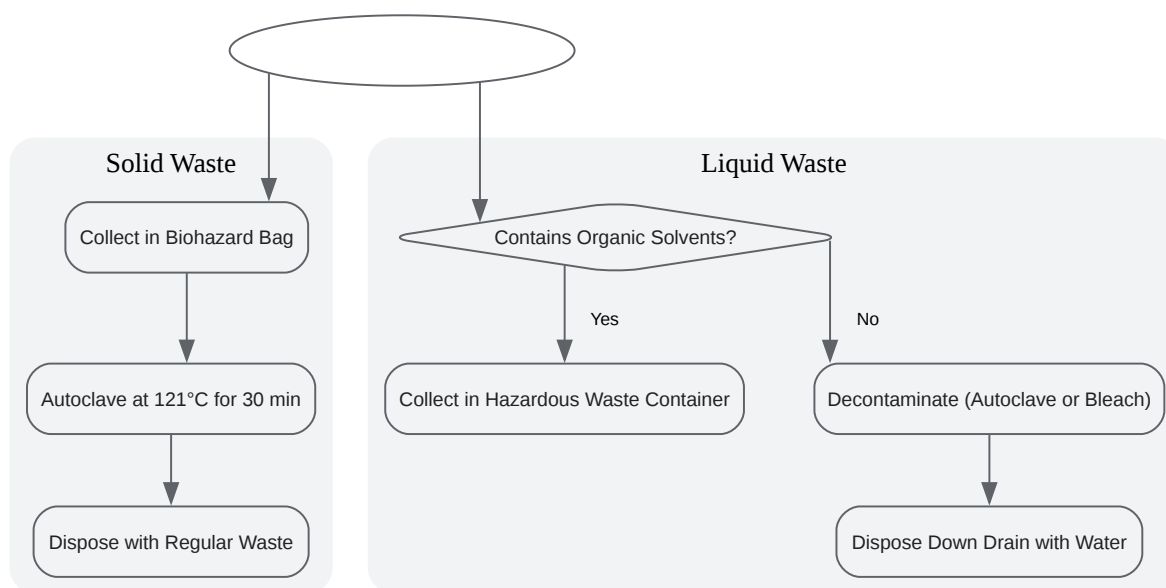 Solid Waste
Collect in Biohazard Bag
Autoclave at 121°C for 30 min
Dispose with Regular Waste
Liquid Waste
Contains Organic Solvents?
Yes
No
Collect in Hazardous Waste Container
Decontaminate (Autoclave or Bleach)
Dispose Down Drain with Water